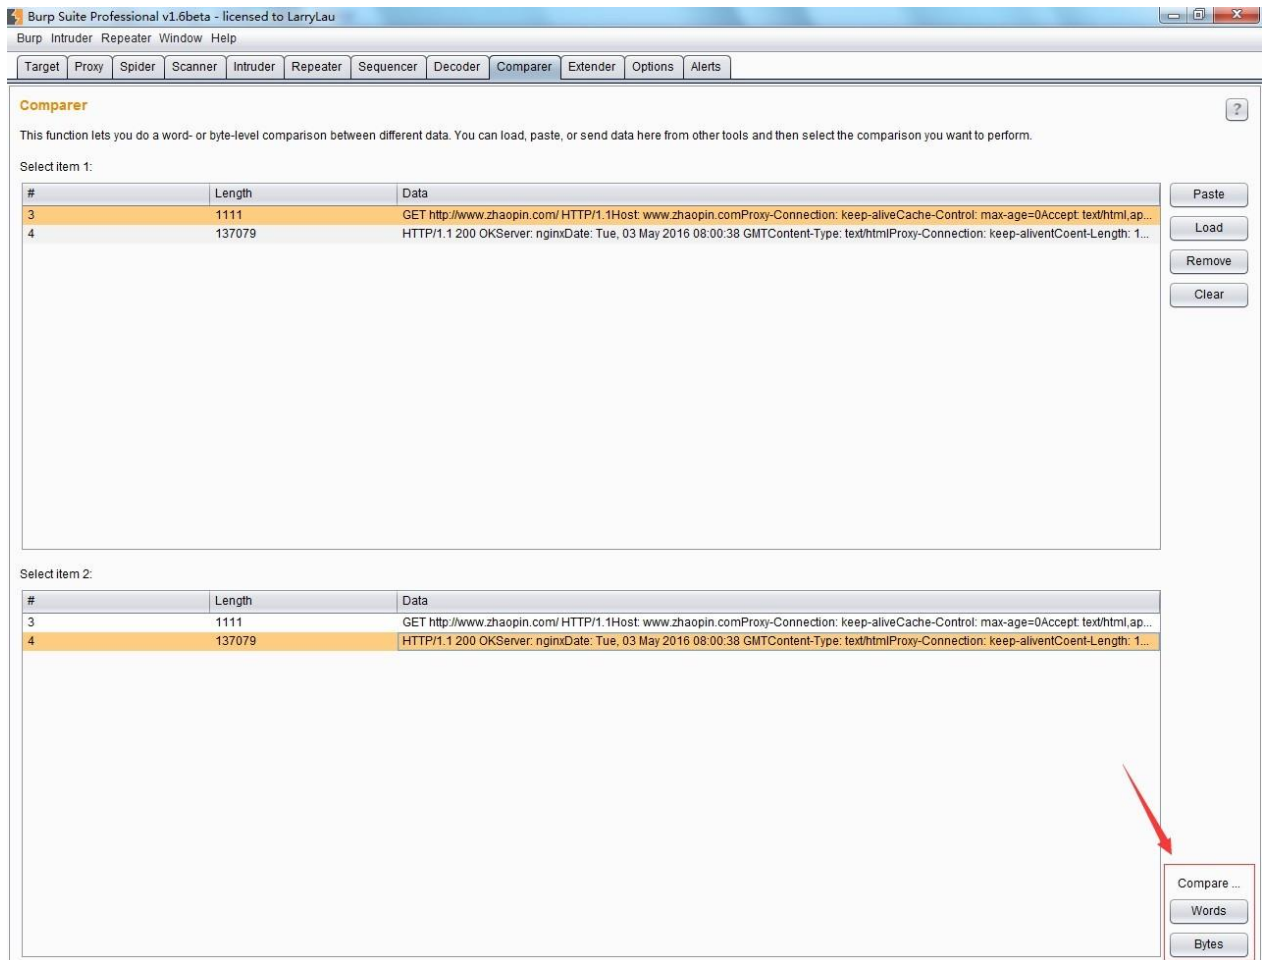 Burp Suite Professional v1.6beta - licensed to LarryLau
Burp Intruder Repeater Window Help
Target Proxy Spider Scanner Intruder Repeater Sequencer Decoder Comparer Extender Options Alerts
Comparer
?
This function lets you do a word- or byte-level comparison between different data. You can load, paste, or send data here from other tools and then select the comparison you want to perform.
Select item 1:
# Length Data
3 1111 GET http://www.zhaopin.com/ HTTP/1.1Host: www.zhaopin.comProxy-Connection: keep-aliveCache-Control: max-age=0Accept: text/html,ap...
4 137079 HTTP/1.1 200 OKServer: nginxDate: Tue, 03 May 2016 08:00:38 GMTContent-Type: text/htmlProxy-Connection: keep-aliventCoent-Length: 1...
Paste
Load
Remove
Clear
Select item 2:
# Length Data
3 1111 GET http://www.zhaopin.com/ HTTP/1.1Host: www.zhaopin.comProxy-Connection: keep-aliveCache-Control: max-age=0Accept: text/html,ap...
4 137079 HTTP/1.1 200 OKServer: nginxDate: Tue, 03 May 2016 08:00:38 GMTContent-Type: text/htmlProxy-Connection: keep-aliventCoent-Length: 1...
Compare ...
Words
Bytes